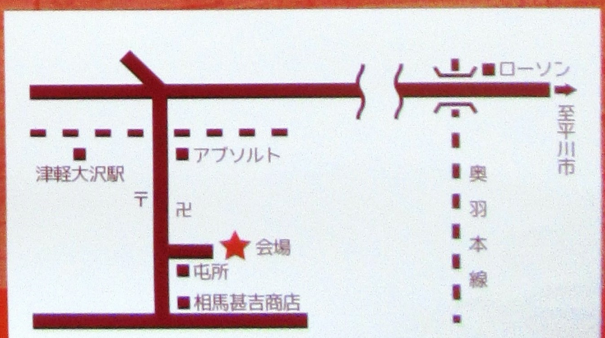 ローソン
至平川市
アブソルト
津軽大沢駅
〒
卍
奥羽本線
会場
屯所
相馬甚吉商店